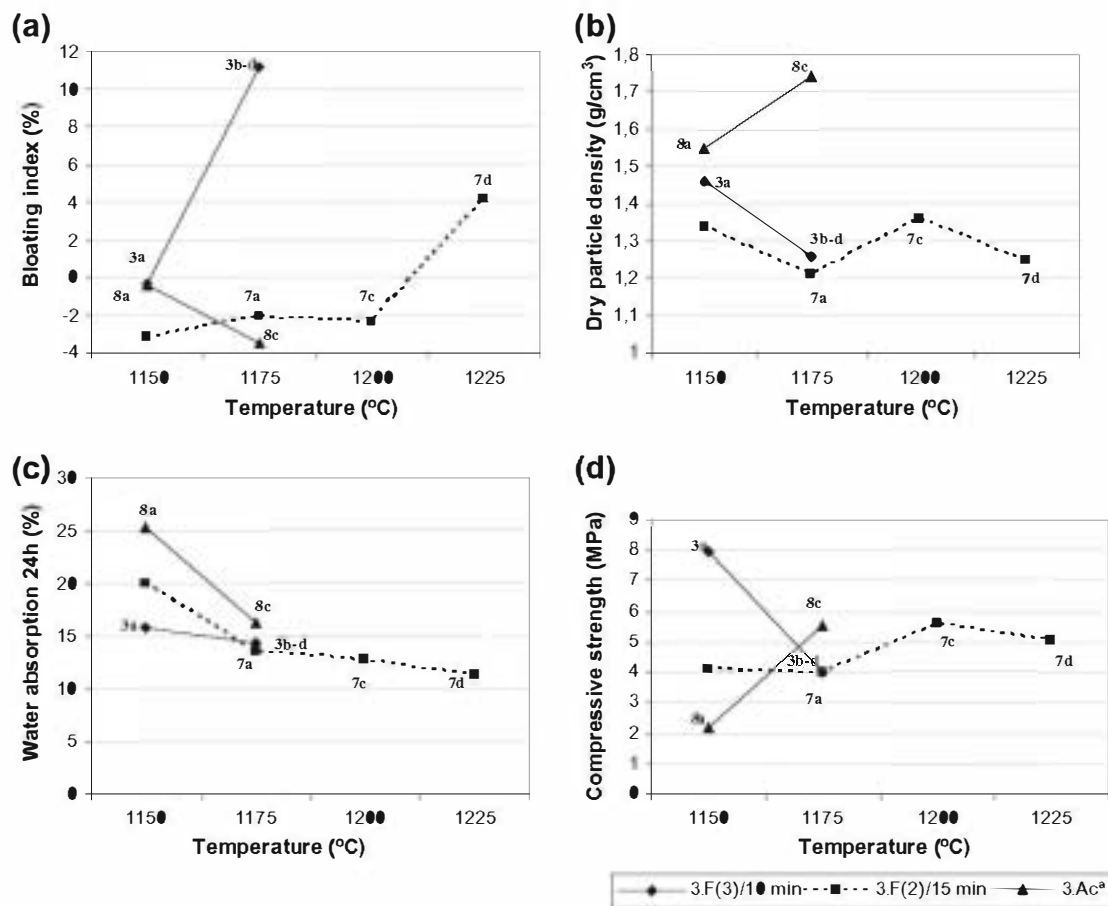 (a)
12
10
8
6
4
2
0
-2
-4
Bloating index (%)
3b-d
3a
8a
7a
7c
8c
7d
1150 1175 1200 1225
Temperature (ºC)
(b)
1,8
1,7
1,6
1,5
1,4
1,3
1,2
1,1
1
Dry particle density (g/cm³)
8c
8a
3a
3b-d
7a
7c
7d
1150 1175 1200 1225
Temperature (ºC)
(c)
30
25
20
15
10
5
0
Water absorption 24h (%)
8a
8c
3b-d
7a
7c
7d
1150 1175 1200 1225
Temperature (ºC)
(d)
9
8
7
6
5
4
3
2
1
0
Compressive strength (MPa)
8c
7c
7a
7d
1150 1175 1200 1225
Temperature (ºC)
3.F(3)/10 min 3.F(2)/15 min 3.Acª